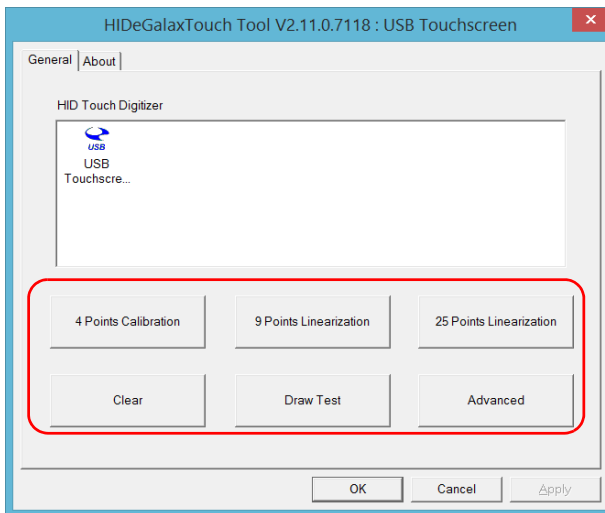 HIDeGalaxTouch Tool V2.11.0.7118 : USB Touchscreen
General About
HID Touch Digitizer
USB
USB
Touchscre...
4 Points Calibration 9 Points Linearization 25 Points Linearization
Clear Draw Test Advanced
OK Cancel Apply